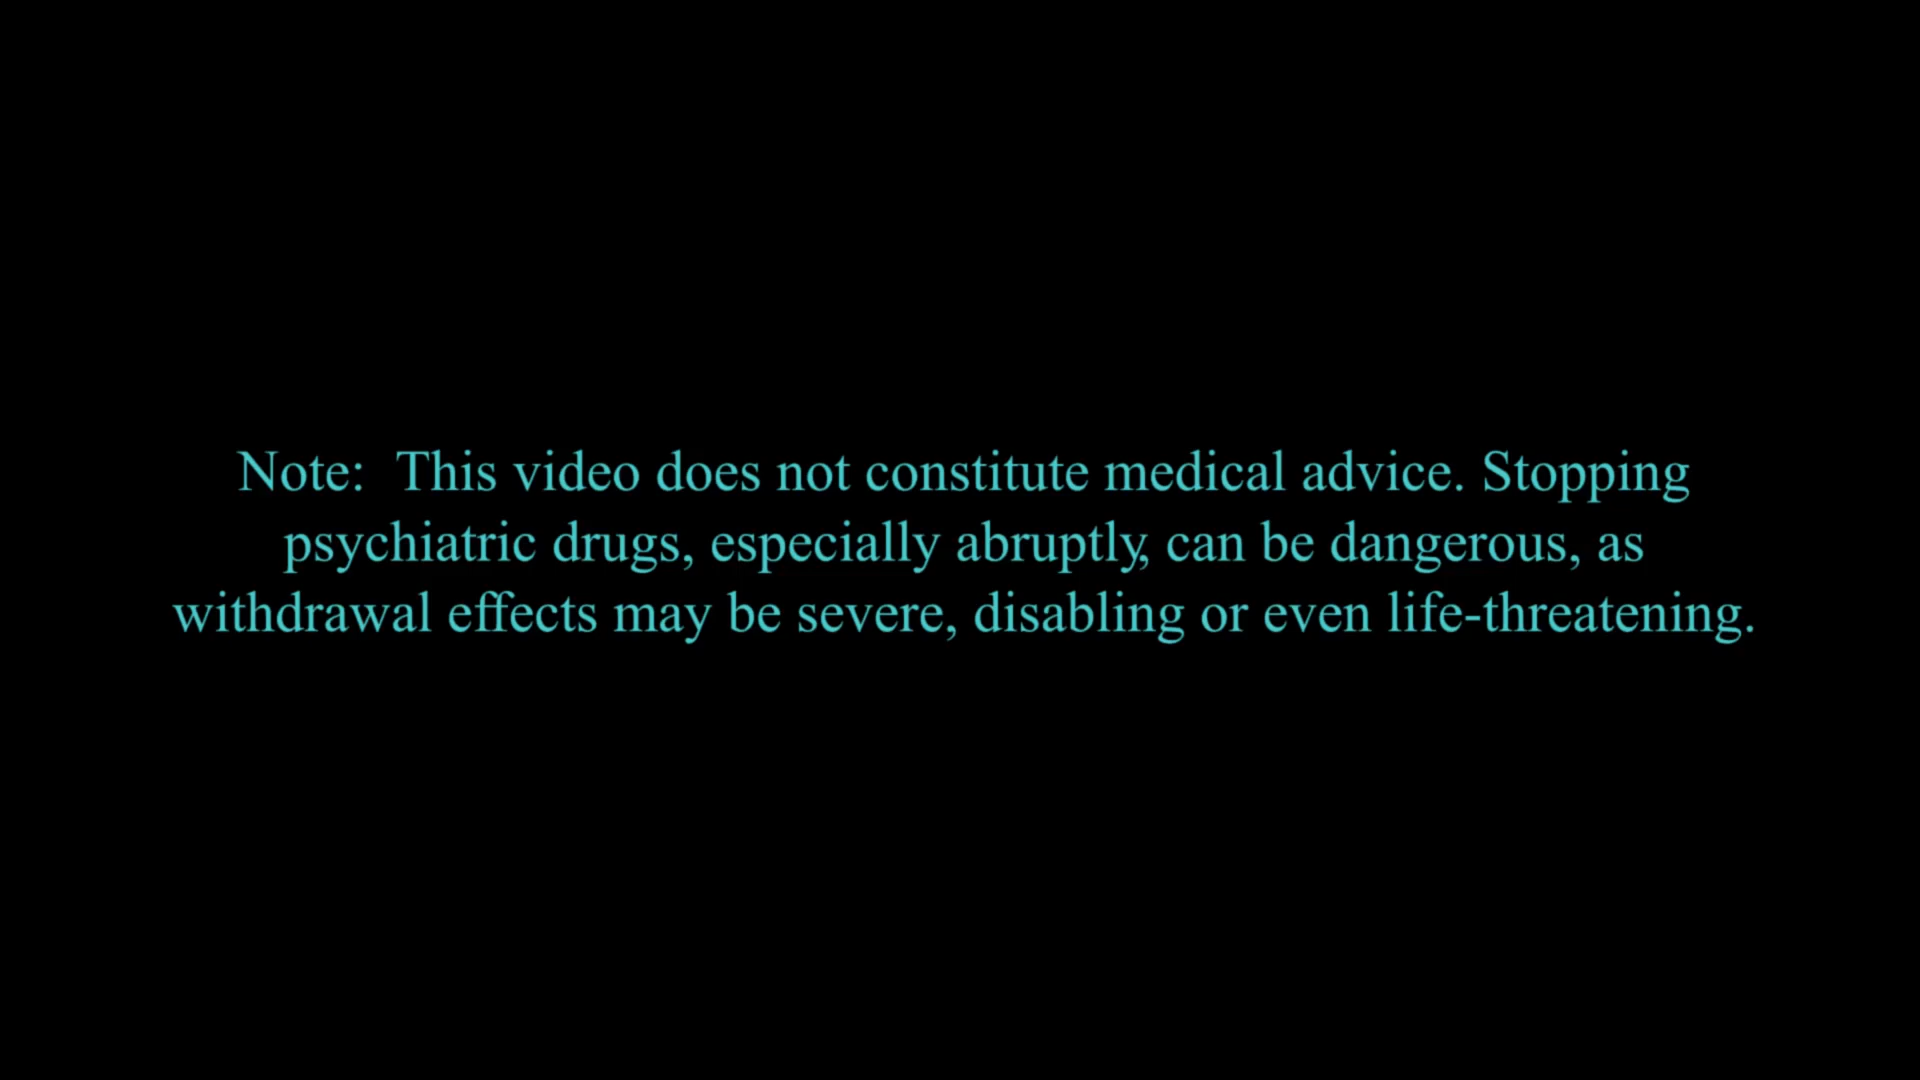 Note:  This video does not constitute medical advice. Stopping
psychiatric drugs, especially abruptly, can be dangerous, as
withdrawal effects may be severe, disabling or even life-threatening.